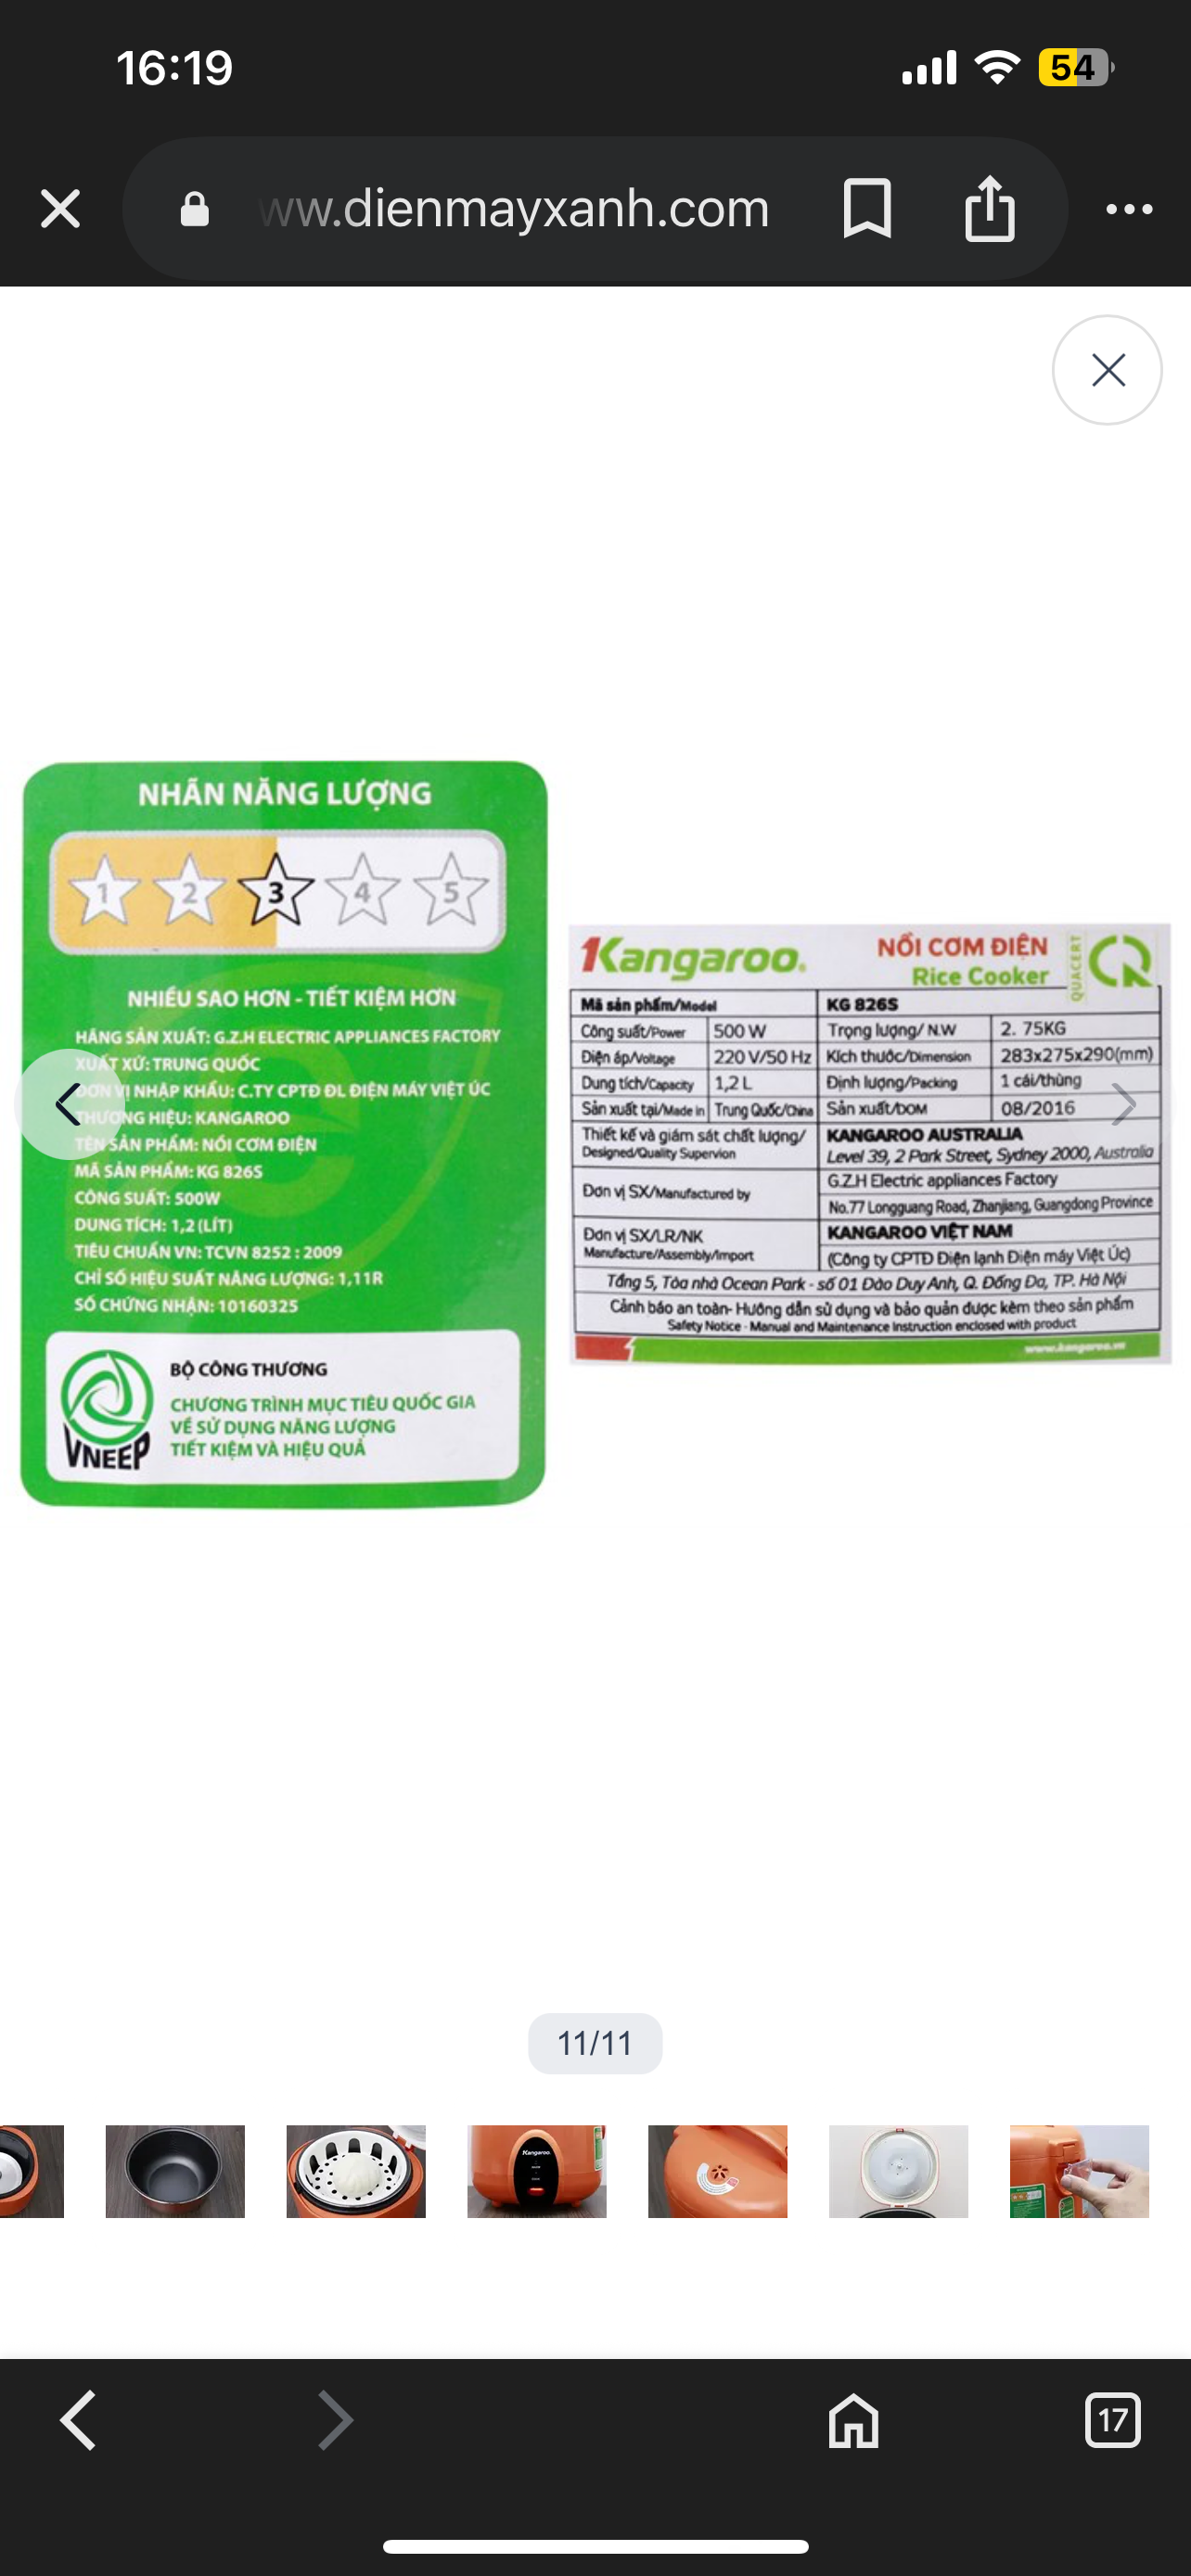 16:19
54
ww.dienmayxanh.com
NHÃN NĂNG LƯỢNG
1 2 3 4 5
NHIỀU SAO HƠN - TIẾT KIỆM HƠN
HÃNG SẢN XUẤT: G.Z.H ELECTRIC APPLIANCES FACTORY
XUẤT XỨ: TRUNG QUỐC
ĐƠN VỊ NHẬP KHẨU: C.TY CPTĐ ĐL ĐIỆN MÁY VIỆT ÚC
THƯƠNG HIỆU: KANGAROO
TÊN SẢN PHẨM: NỒI CƠM ĐIỆN
MÃ SẢN PHẨM: KG 826S
CÔNG SUẤT: 500W
DUNG TÍCH: 1,2 (LÍT)
TIÊU CHUẨN VN: TCVN 8252 : 2009
CHỈ SỐ HIỆU SUẤT NĂNG LƯỢNG: 1,11R
SỐ CHỨNG NHẬN: 10160325
VNEEP
BỘ CÔNG THƯƠNG
CHƯƠNG TRÌNH MỤC TIÊU QUỐC GIA
VỀ SỬ DỤNG NĂNG LƯỢNG
TIẾT KIỆM VÀ HIỆU QUẢ
Kangaroo
NỒI CƠM ĐIỆN
Rice Cooker
QUACERT
Mã sản phẩm/Model KG 826S
Công suất/Power 500 W Trọng lượng/ N.W 2. 75KG
Điện áp/Voltage 220 V/50 Hz Kích thước/Dimension 283x275x290(mm)
Dung tích/Capacity 1,2 L Định lượng/Packing 1 cái/thùng
Sản xuất tại/Made in Trung Quốc/China Sản xuất/DOM 08/2016
Thiết kế và giám sát chất lượng/
Designed/Quality Supervion
KANGAROO AUSTRALIA
Level 39, 2 Park Street, Sydney 2000, Australia
Đơn vị SX/Manufactured by
G.Z.H Electric appliances Factory
No.77 Longguang Road, Zhanjiang, Guangdong Province
Đơn vị SX/LR/NK
Manufacture/Assembly/Import
KANGAROO VIỆT NAM
(Công ty CPTĐ Điện lạnh Điện máy Việt Úc)
Tầng 5, Tòa nhà Ocean Park - số 01 Đào Duy Anh, Q. Đống Đa, TP. Hà Nội
Cảnh báo an toàn- Hướng dẫn sử dụng và bảo quản được kèm theo sản phẩm
Safety Notice - Manual and Maintenance Instruction enclosed with product
www.kangaroo.vn
11/11
Kangaroo
17